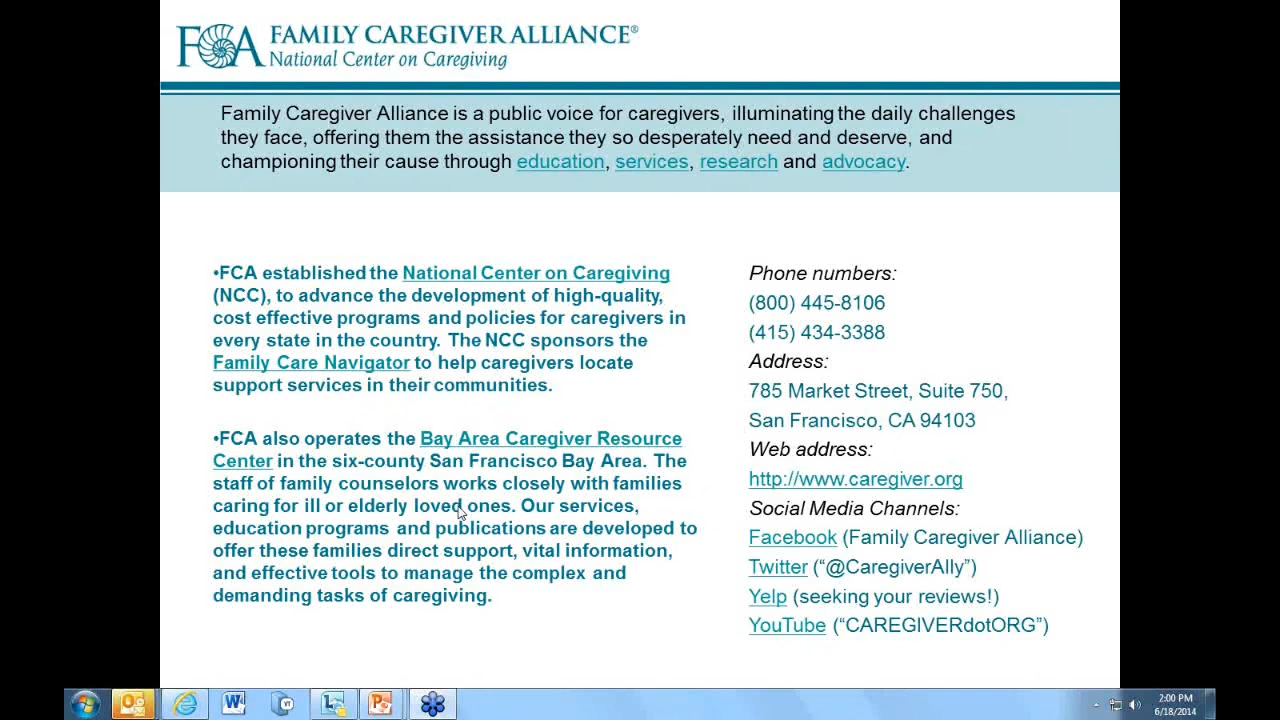 FCA FAMILY CAREGIVER ALLIANCE®
National Center on Caregiving
Family Caregiver Alliance is a public voice for caregivers, illuminating the daily challenges
they face, offering them the assistance they so desperately need and deserve, and
championing their cause through education, services, research and advocacy.
•FCA established the National Center on Caregiving
(NCC), to advance the development of high-quality,
cost effective programs and policies for caregivers in
every state in the country. The NCC sponsors the
Family Care Navigator to help caregivers locate
support services in their communities.
•FCA also operates the Bay Area Caregiver Resource
Center in the six-county San Francisco Bay Area. The
staff of family counselors works closely with families
caring for ill or elderly loved ones. Our services,
education programs and publications are developed to
offer these families direct support, vital information,
and effective tools to manage the complex and
demanding tasks of caregiving.
Phone numbers:
(800) 445-8106
(415) 434-3388
Address:
785 Market Street, Suite 750,
San Francisco, CA 94103
Web address:
http://www.caregiver.org
Social Media Channels:
Facebook (Family Caregiver Alliance)
Twitter (“@CaregiverAlly”)
Yelp (seeking your reviews!)
YouTube (“CAREGIVERdotORG”)
2:00 PM
6/18/2014